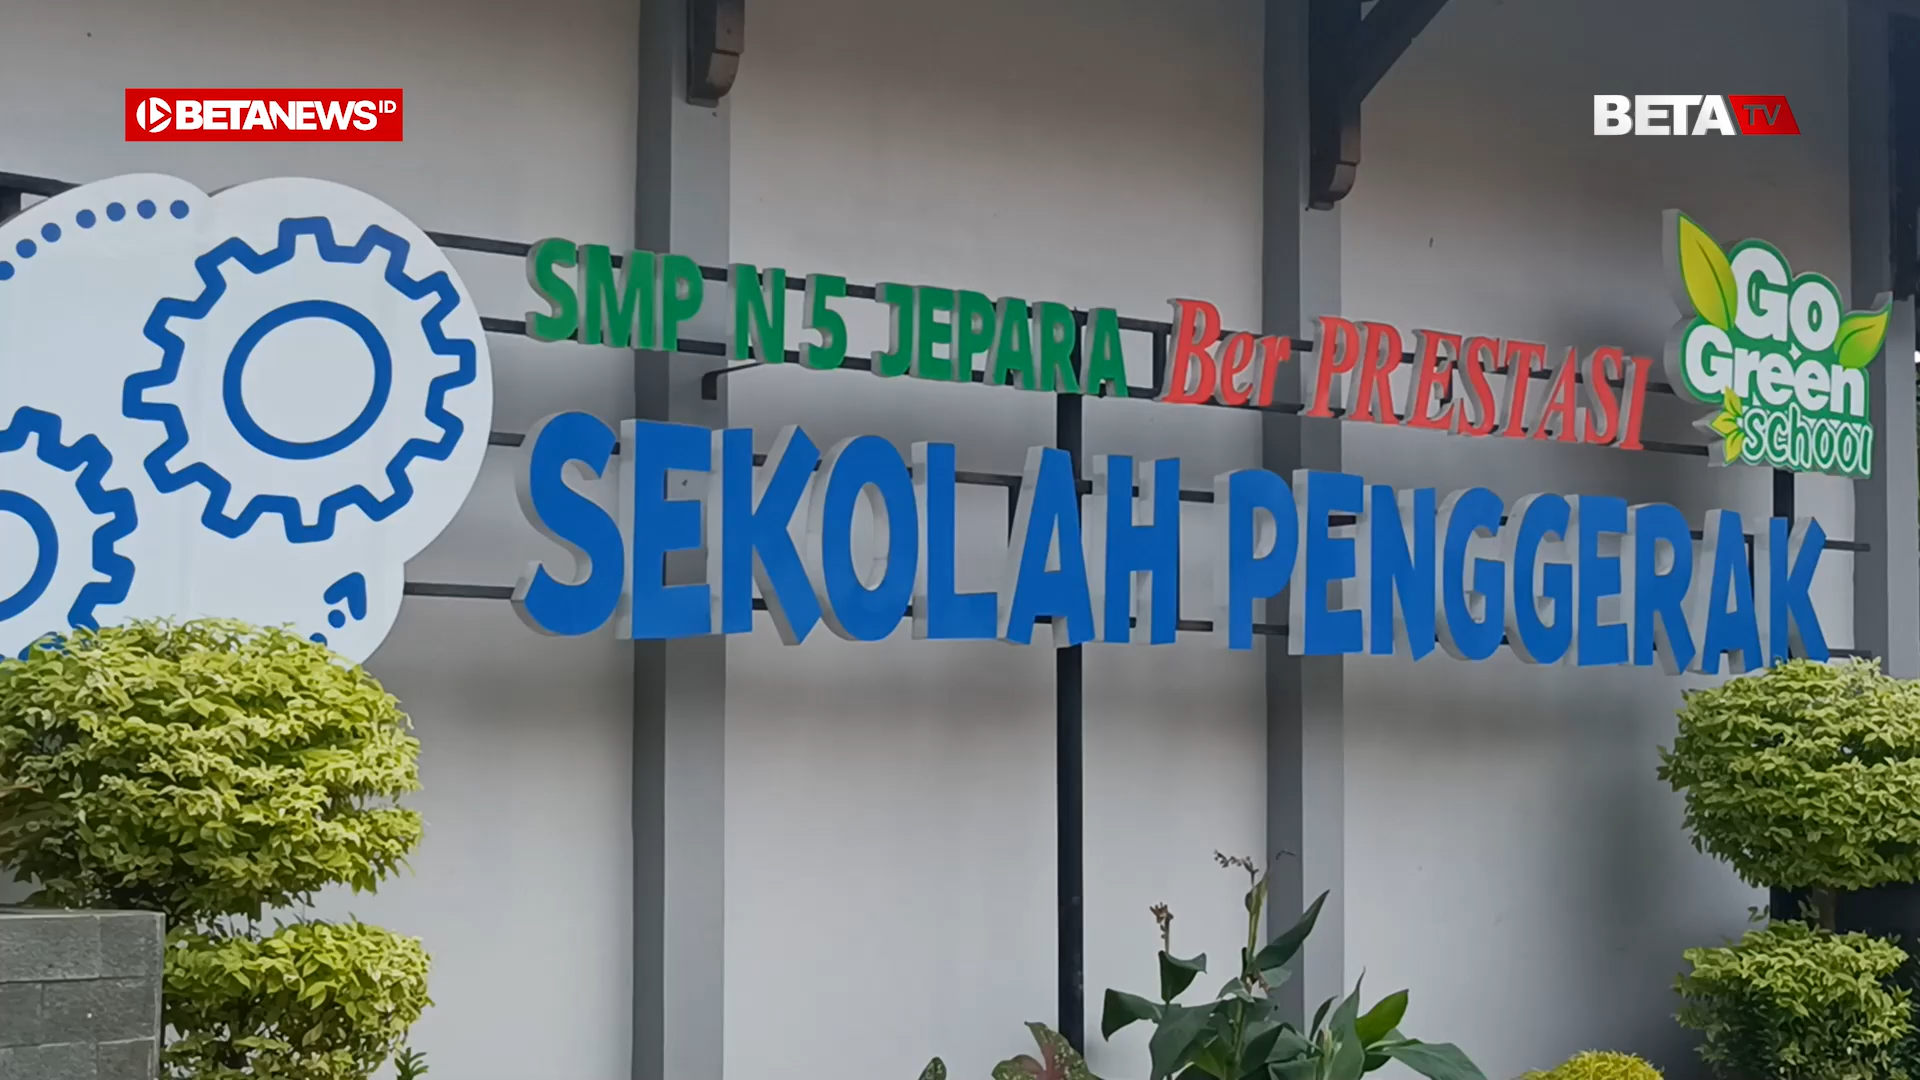 BETANEWS ID
BETA TV
SMP N 5 JEPARA Ber PRESTASI
SEKOLAH PENGGERAK
Go
Green
school